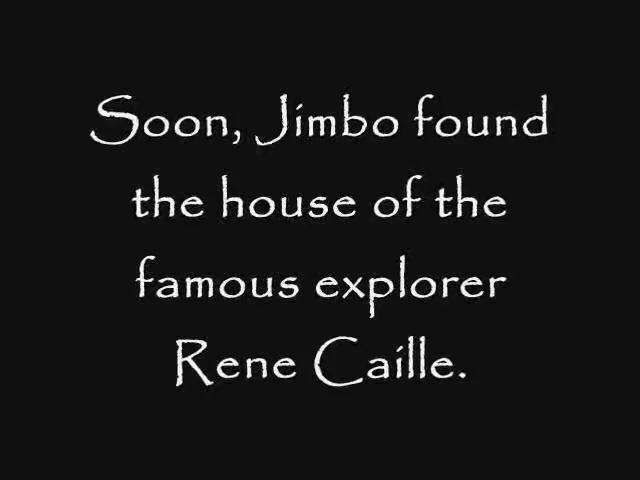 Soon, Jimbo found
the house of the
famous explorer
Rene Caille.